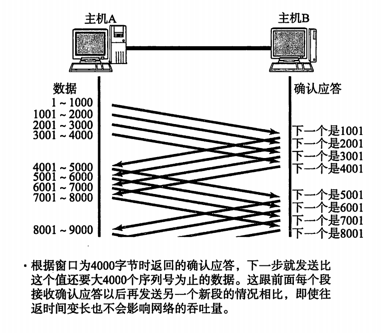 主机A
主机B
数据
确认应答
1～1000
1001～2000
2001～3000
3001～4000
下一个是1001
下一个是2001
下一个是3001
下一个是4001
4001～5000
5001～6000
6001～7000
7001～8000
下一个是5001
下一个是6001
下一个是7001
下一个是8001
8001～9000
·根据窗口为4000字节时返回的确认应答，下一步就发送比
这个值还要大4000个序列号为止的数据。这跟前面每个段
接收确认应答以后再发送另一个新段的情况相比，即使往
返时间变长也不会影响网络的吞吐量。